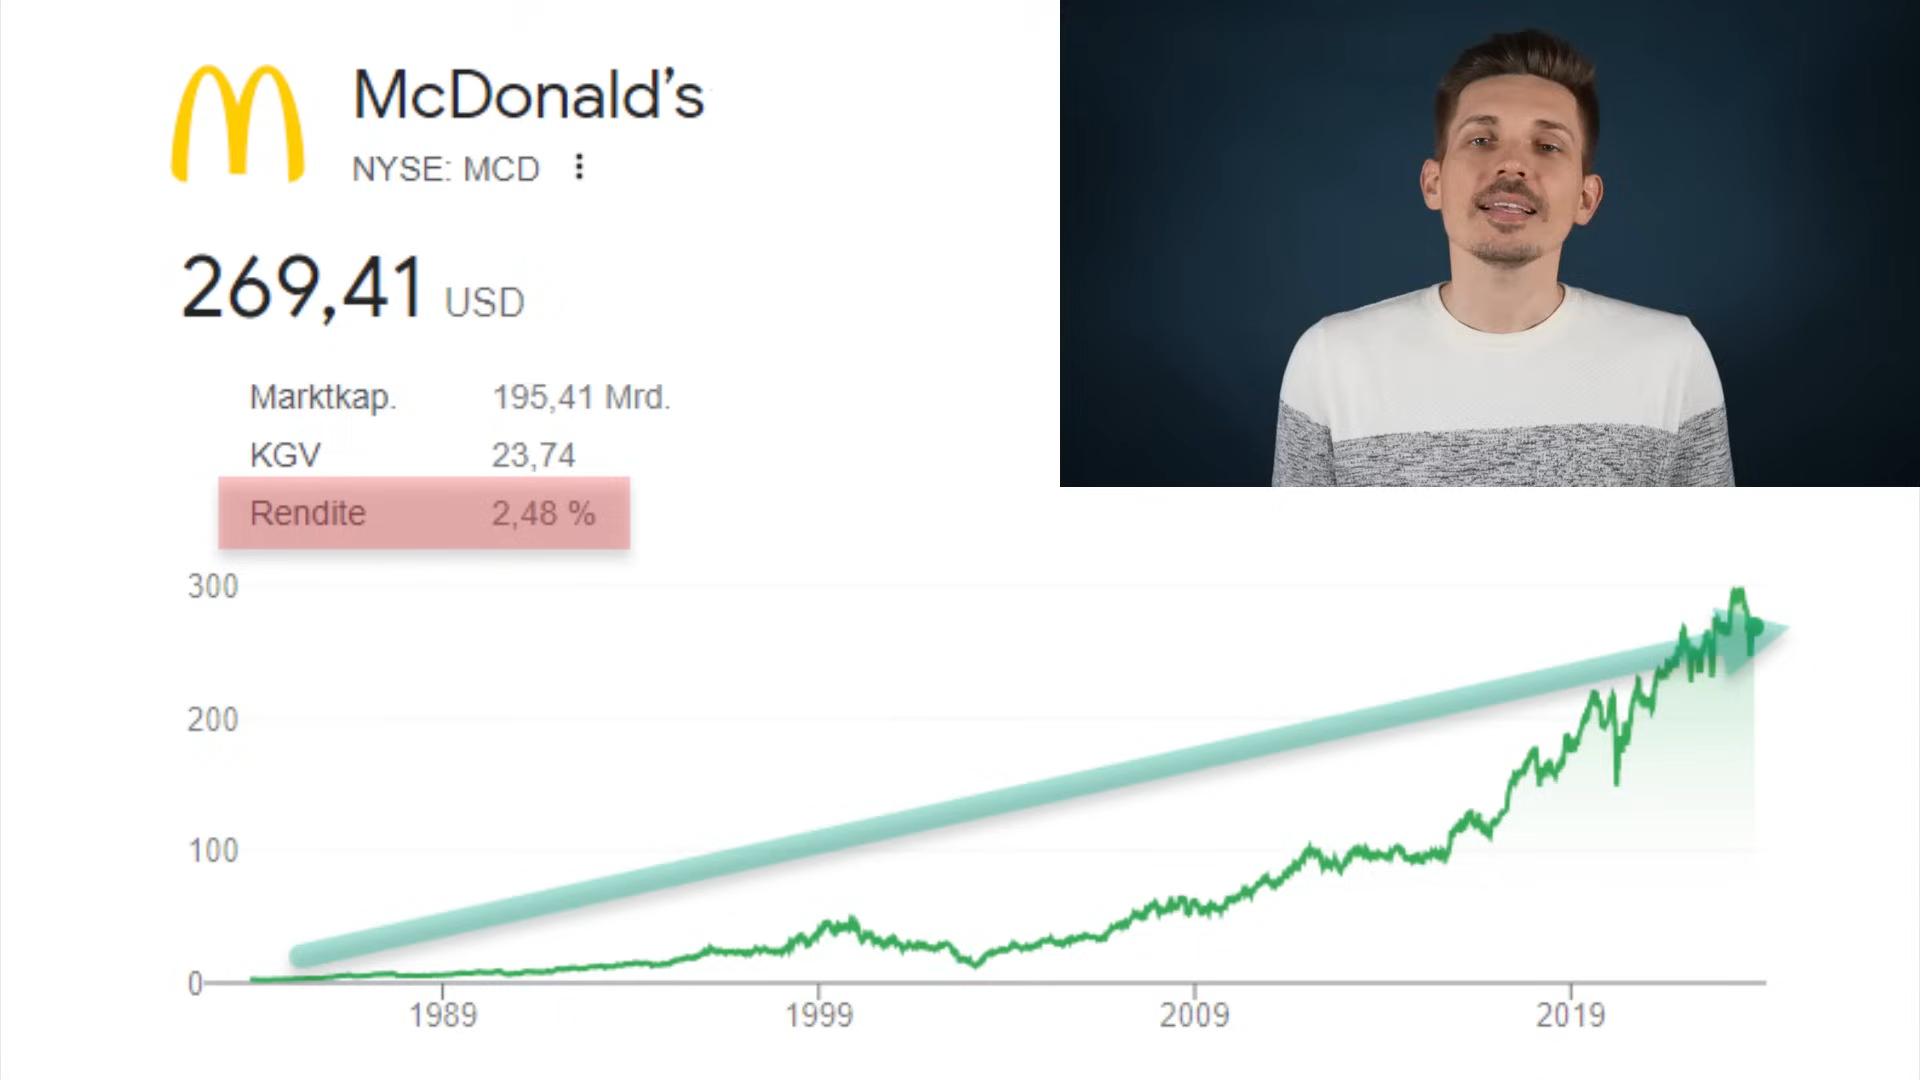 McDonald’s
NYSE: MCD
269,41 USD
Marktkap. 195,41 Mrd.
KGV 23,74
Rendite 2,48 %
300
200
100
0
1989 1999 2009 2019